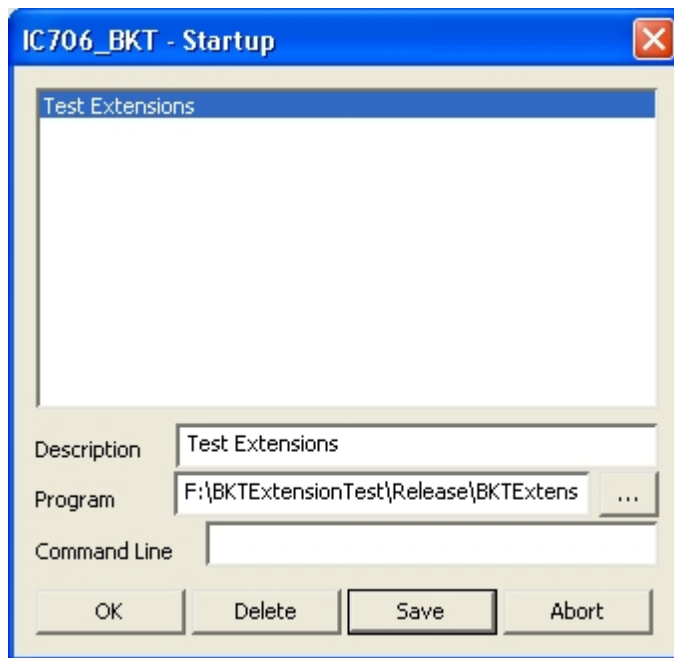 IC706_BKT - Startup
Test Extensions
Description Test Extensions
Program F:\BKTExtensionTest\Release\BKTExtens ...
Command Line
OK Delete Save Abort